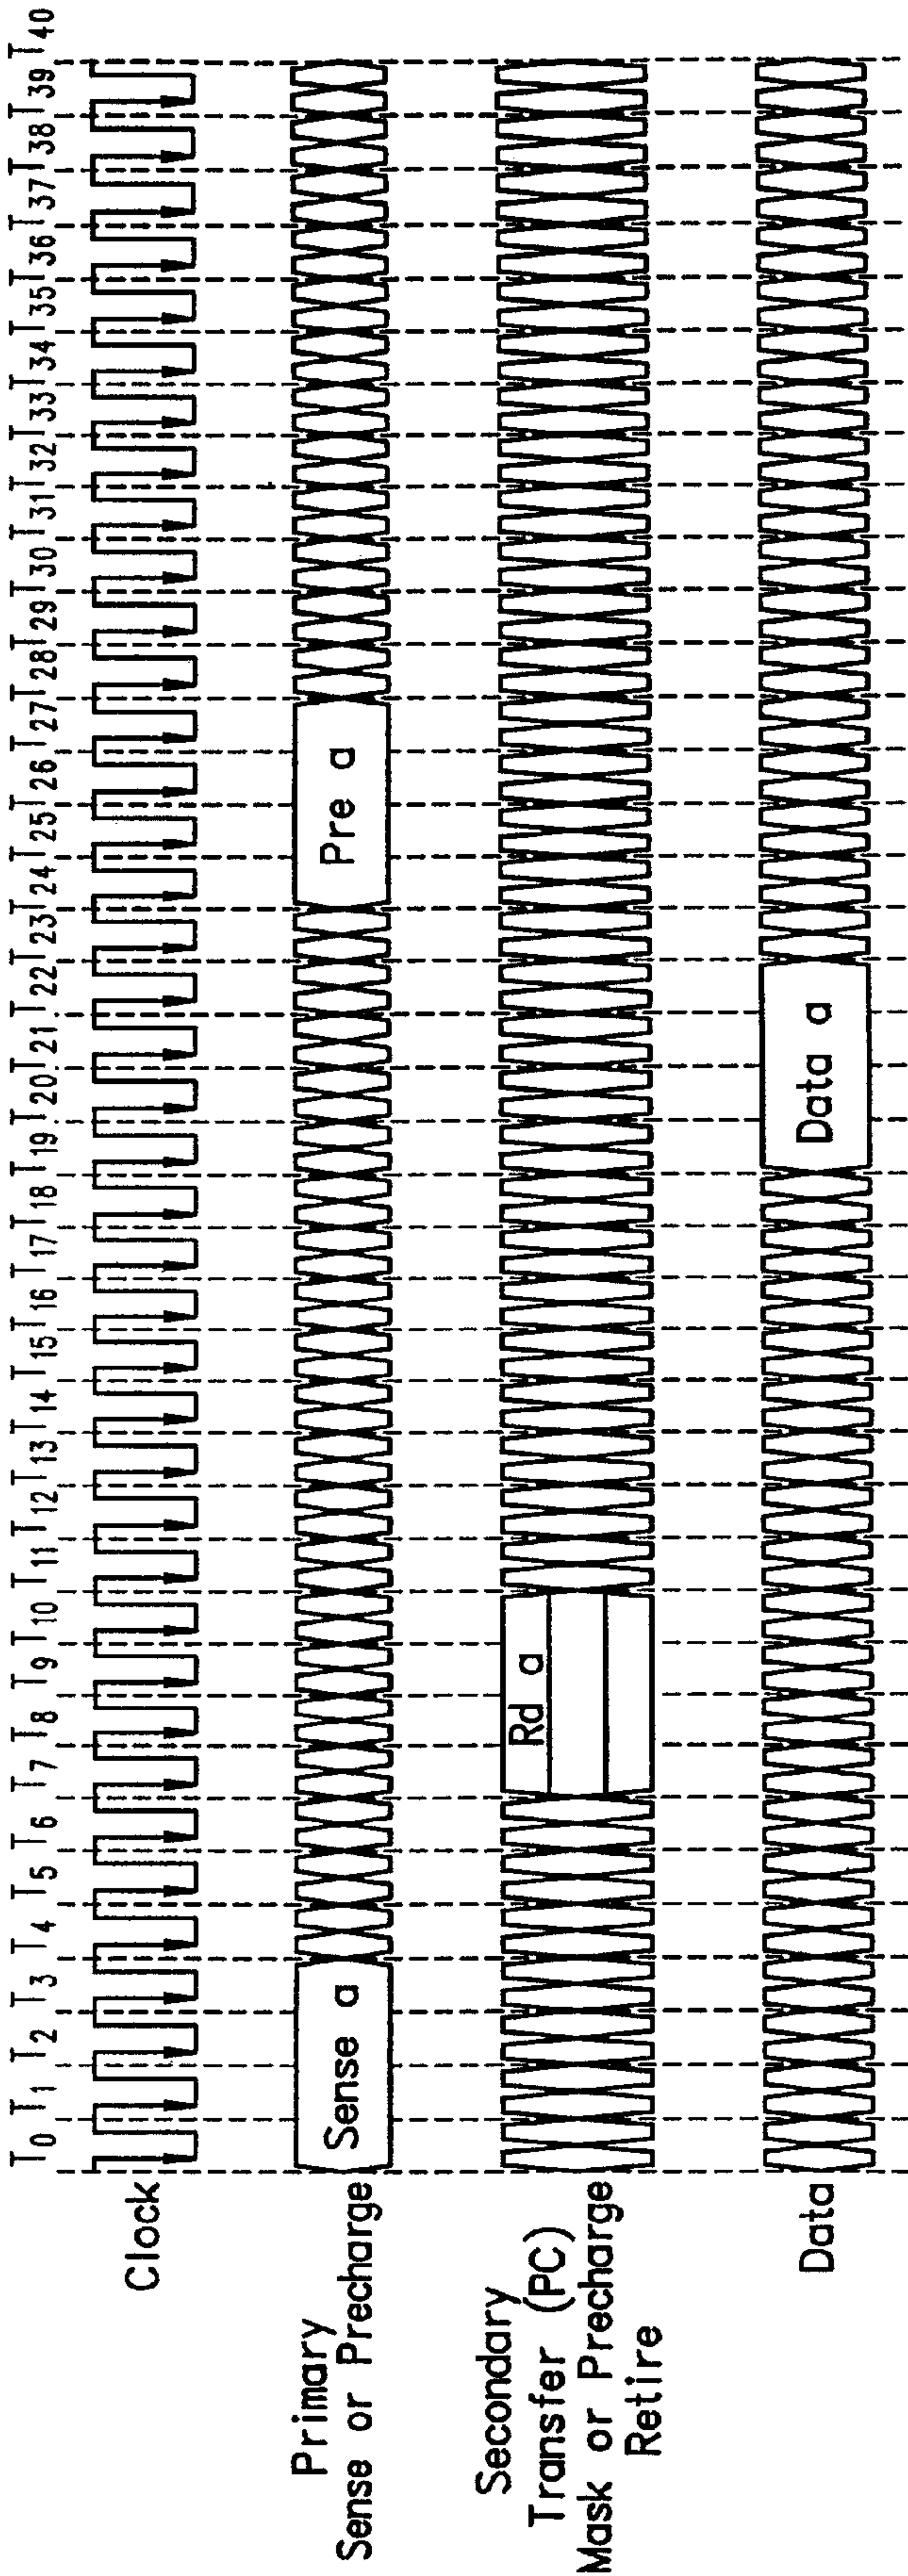 T0 T1 T2 T3 T4 T5 T6 T7 T8 T9 T10 T11 T12 T13 T14 T15 T16 T17 T18 T19 T20 T21 T22 T23 T24 T25 T26 T27 T28 T29 T30 T31 T32 T33 T34 T35 T36 T37 T38 T39 T40
Clock
Primary
Sense or Precharge
Sense a
Pre a
Secondary
Transfer (PC)
Mask or Precharge
Retire
Rd a
Data
Data a